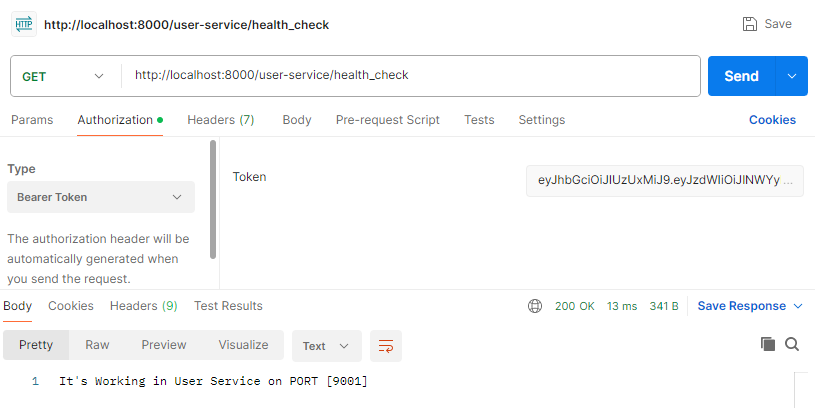 HTTP http://localhost:8000/user-service/health_check Save
GET http://localhost:8000/user-service/health_check Send
Params Authorization Headers (7) Body Pre-request Script Tests Settings Cookies
Type
Bearer Token
The authorization header will be
automatically generated when
you send the request.
Token eyJhbGciOiJIUzUxMiJ9.eyJzdWIiOiJlNWYy ...
Body Cookies Headers (9) Test Results 200 OK 13 ms 341 B Save Response
Pretty Raw Preview Visualize Text
1 It's Working in User Service on PORT [9001]